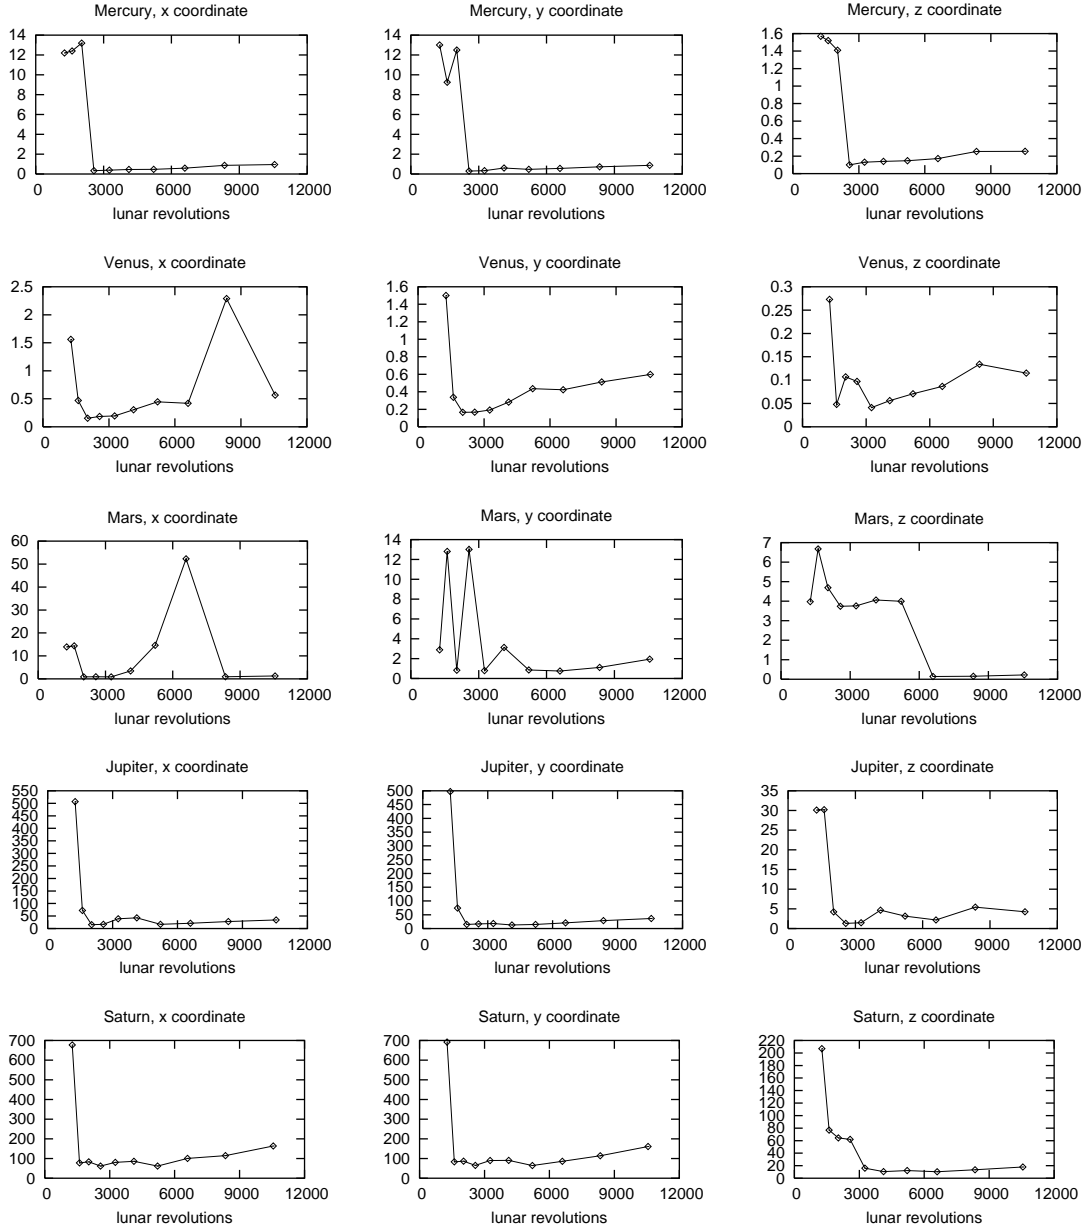 Mercury, x coordinate
14
12
10
8
6
4
2
0
0 3000 6000 9000 12000
lunar revolutions
Mercury, y coordinate
14
12
10
8
6
4
2
0
0 3000 6000 9000 12000
lunar revolutions
Mercury, z coordinate
1.6
1.4
1.2
1
0.8
0.6
0.4
0.2
0
0 3000 6000 9000 12000
lunar revolutions
Venus, x coordinate
2.5
2
1.5
1
0.5
0
0 3000 6000 9000 12000
lunar revolutions
Venus, y coordinate
1.6
1.4
1.2
1
0.8
0.6
0.4
0.2
0
0 3000 6000 9000 12000
lunar revolutions
Venus, z coordinate
0.3
0.25
0.2
0.15
0.1
0.05
0
0 3000 6000 9000 12000
lunar revolutions
Mars, x coordinate
60
50
40
30
20
10
0
0 3000 6000 9000 12000
lunar revolutions
Mars, y coordinate
14
12
10
8
6
4
2
0
0 3000 6000 9000 12000
lunar revolutions
Mars, z coordinate
7
6
5
4
3
2
1
0
0 3000 6000 9000 12000
lunar revolutions
Jupiter, x coordinate
550
500
450
400
350
300
250
200
150
100
50
0
0 3000 6000 9000 12000
lunar revolutions
Jupiter, y coordinate
500
450
400
350
300
250
200
150
100
50
0
0 3000 6000 9000 12000
lunar revolutions
Jupiter, z coordinate
35
30
25
20
15
10
5
0
0 3000 6000 9000 12000
lunar revolutions
Saturn, x coordinate
700
600
500
400
300
200
100
0
0 3000 6000 9000 12000
lunar revolutions
Saturn, y coordinate
700
600
500
400
300
200
100
0
0 3000 6000 9000 12000
lunar revolutions
Saturn, z coordinate
220
200
180
160
140
120
100
80
60
40
20
0
0 3000 6000 9000 12000
lunar revolutions